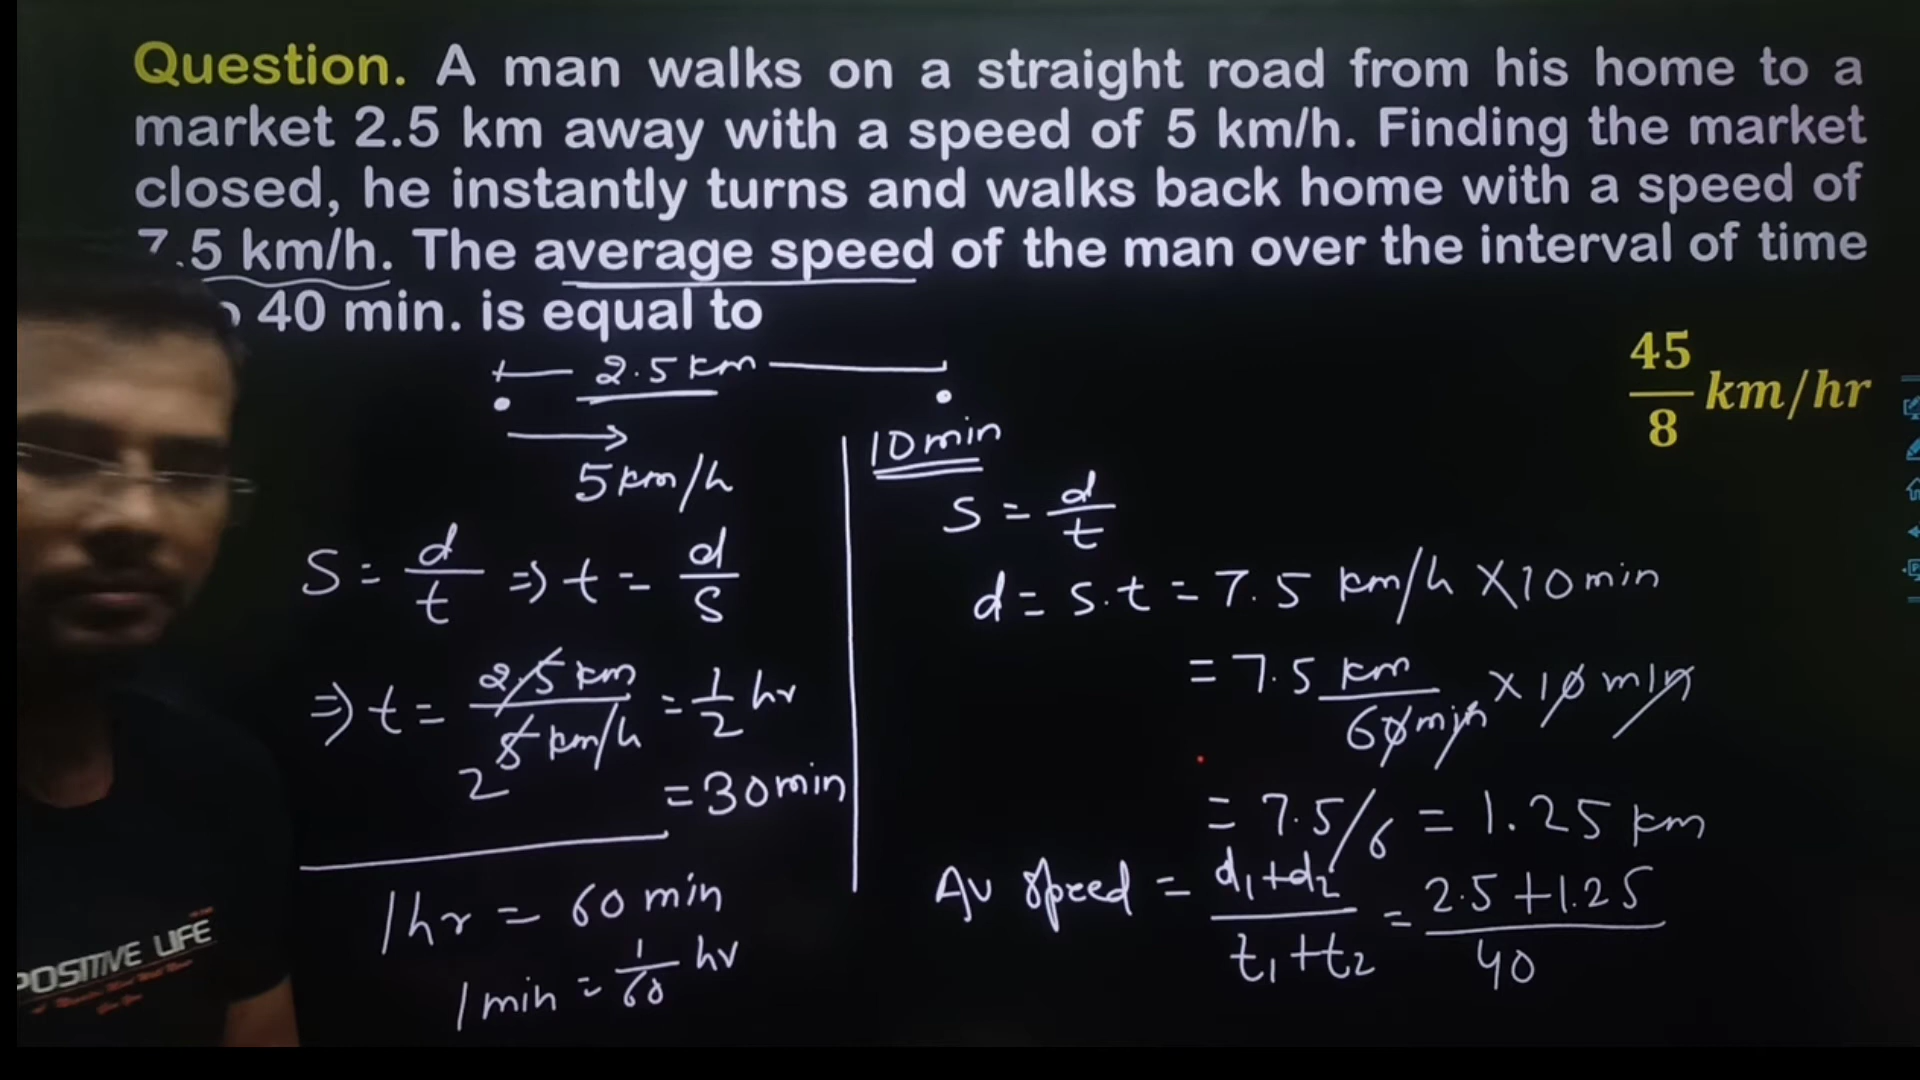 Question. A man walks on a straight road from his home to a
market 2.5 km away with a speed of 5 km/h. Finding the market
closed, he instantly turns and walks back home with a speed of
7.5 km/h. The average speed of the man over the interval of time
40 min. is equal to
2.5 km
45/8 km/hr
5 km/h
S = d/t => t = d/S
=> t = 2.5 km / 5 km/h = 1/2 hr
2
= 30 min
1 hr = 60 min
1 min = 1/60 hr
10 min
S = d/t
d = s.t = 7.5 km/h X 10 min
= 7.5 km / 60 min X 10 min
= 7.5/6 = 1.25 km
Av Speed = d1+d2 / t1+t2 = 2.5 + 1.25 / 40
POSITIVE LIFE